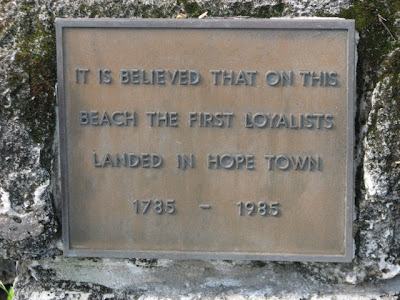 IT IS BELIEVED THAT ON THIS
BEACH THE FIRST LOYALISTS
LANDED IN HOPE TOWN
1785 - 1985